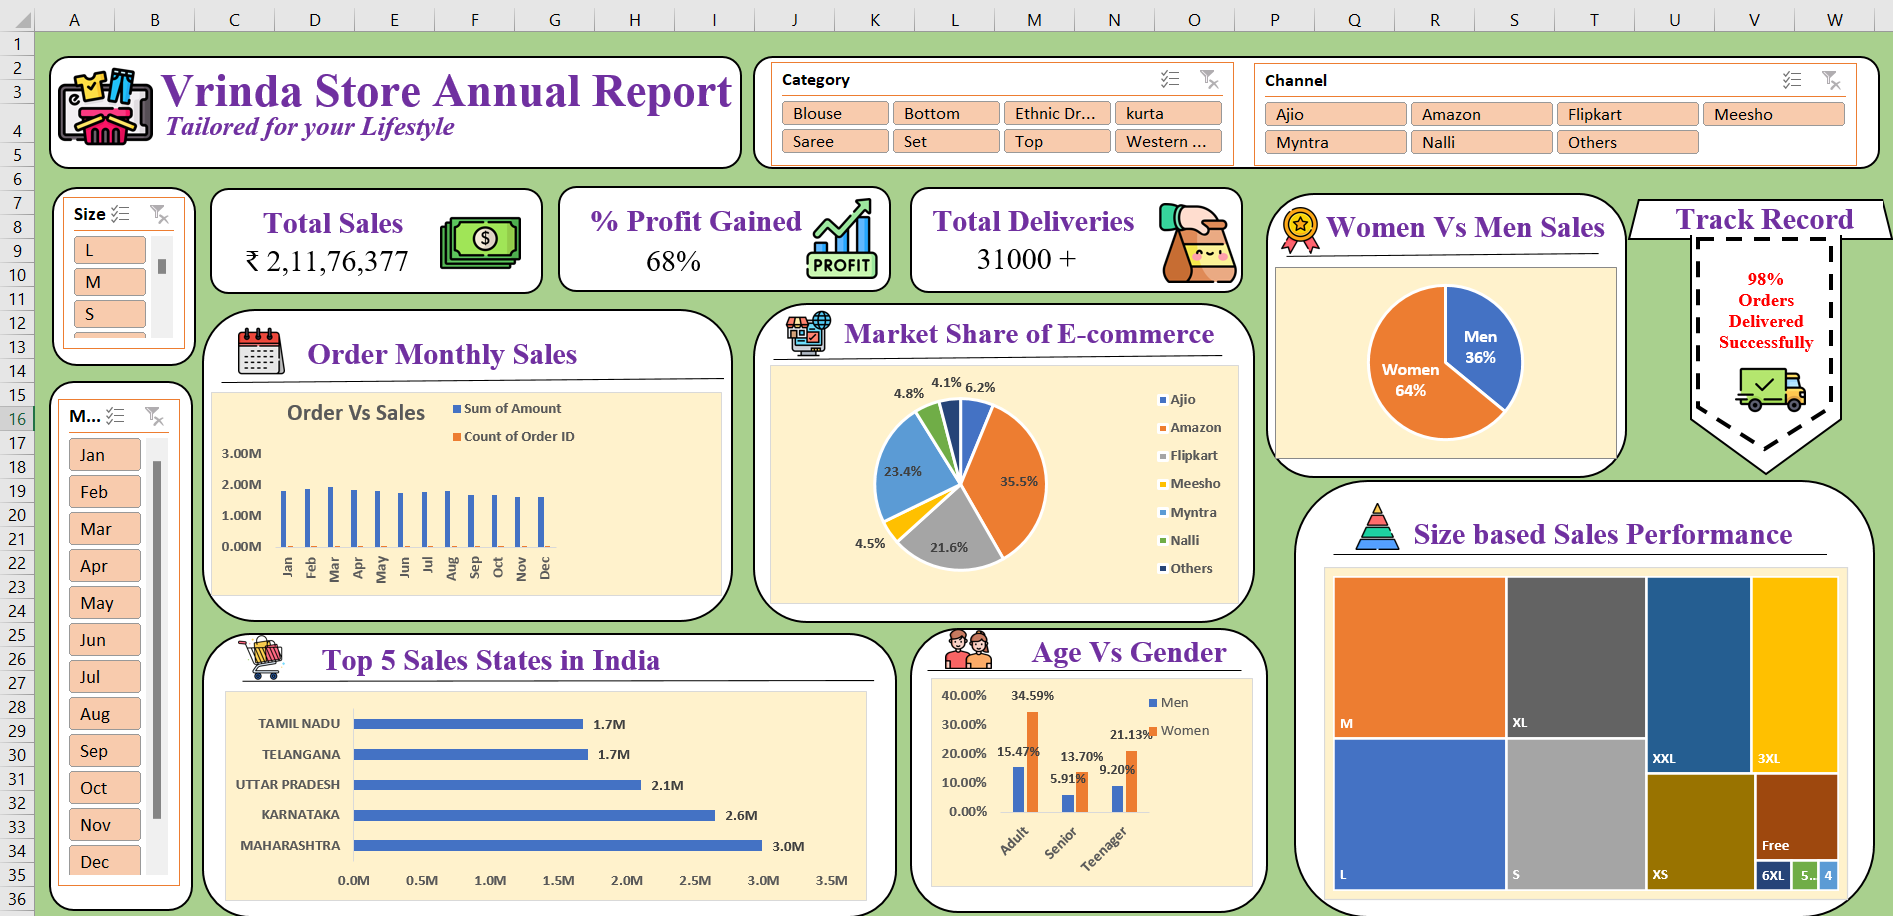 A B C D E F G H I J K L M N O P Q R S T U V W
1
2
3
4
5
6
7
8
9
10
11
12
13
14
15
16
17
18
19
20
21
22
23
24
25
26
27
28
29
30
31
32
33
34
35
36
Vrinda Store Annual Report
Tailored for your Lifestyle
Category
Blouse Bottom Ethnic Dr... kurta
Saree Set Top Western ...
Channel
Ajio Amazon Flipkart Meesho
Myntra Nalli Others
Size
L
M
S
Total Sales
₹ 2,11,76,377
$
% Profit Gained
68%
PROFIT
Total Deliveries
31000 +
Women Vs Men Sales
Men
36%
Women
64%
Track Record
98%
Orders
Delivered
Successfully
M...
Jan
Feb
Mar
Apr
May
Jun
Jul
Aug
Sep
Oct
Nov
Dec
Order Monthly Sales
Order Vs Sales
Sum of Amount
Count of Order ID
3.00M
2.00M
1.00M
0.00M
Jan Feb Mar Apr May Jun Jul Aug Sep Oct Nov Dec
Market Share of E-commerce
4.8% 4.1% 6.2%
23.4% 35.5%
4.5% 21.6%
Ajio
Amazon
Flipkart
Meesho
Myntra
Nalli
Others
Size based Sales Performance
M XL XXL 3XL
L S XS Free
6XL 5... 4
Top 5 Sales States in India
TAMIL NADU 1.7M
TELANGANA 1.7M
UTTAR PRADESH 2.1M
KARNATAKA 2.6M
MAHARASHTRA 3.0M
0.0M 0.5M 1.0M 1.5M 2.0M 2.5M 3.0M 3.5M
Age Vs Gender
Men
Women
40.00%
30.00%
20.00%
10.00%
0.00%
34.59%
15.47%
5.91%
13.70%
9.20%
21.13%
Adult Senior Teenager